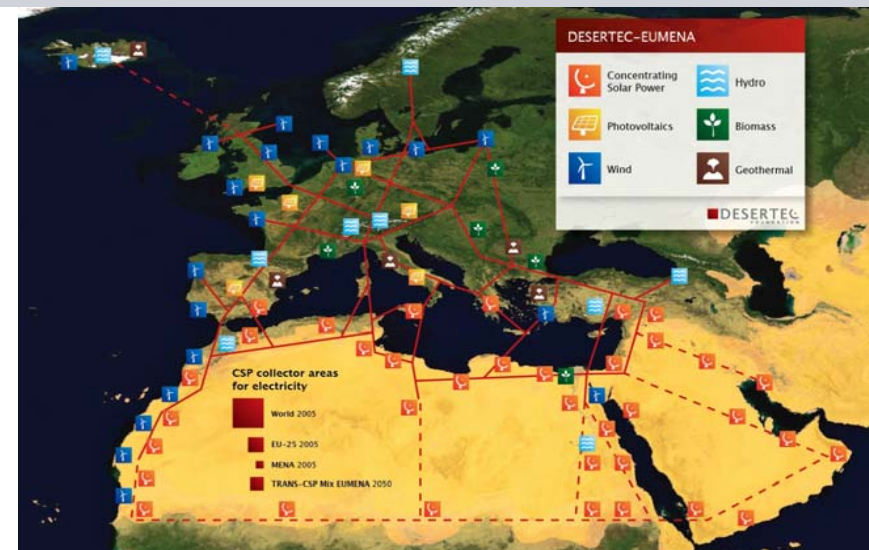 DESERTEC-EUMENA
Concentrating
Solar Power
Hydro
Photovoltaics
Biomass
Wind
Geothermal
DESERTEC
FOUNDATION
CSP collector areas
for electricity
World 2005
EU-25 2005
MENA 2005
TRANS-CSP Mix EUMENA 2050